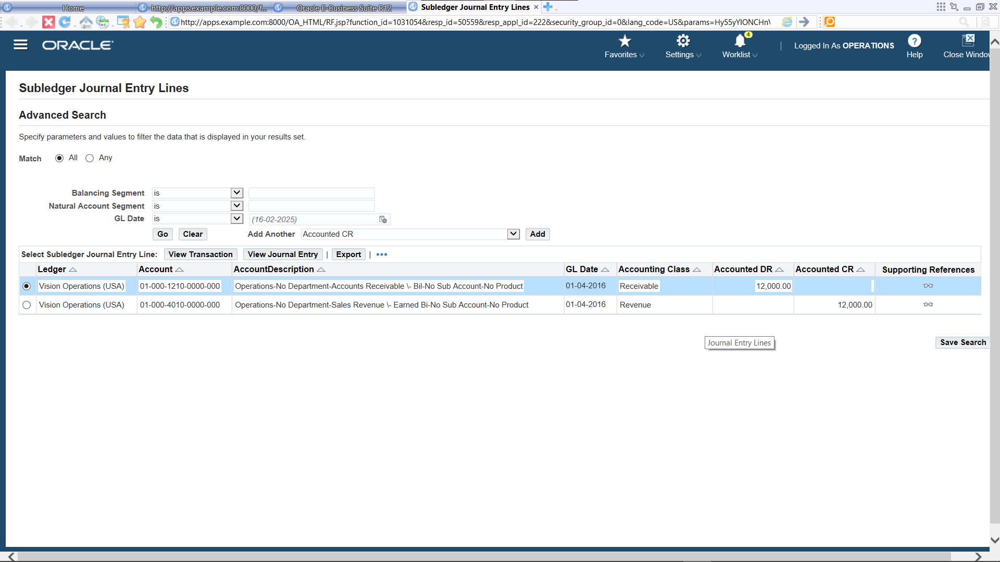 Home http://apps.example.com:8000/f... Oracle E-Business Suite R12 Subledger Journal Entry Lines
http://apps.example.com:8000/OA_HTML/RF.jsp?function_id=1031054&resp_id=50559&resp_appl_id=222&security_group_id=0&lang_code=US&params=Hy55yYIONCHn\
ORACLE Favorites Settings Worklist 4 Logged In As OPERATIONS Help Close Window
Subledger Journal Entry Lines
Advanced Search
Specify parameters and values to filter the data that is displayed in your results set.
Match All Any
Balancing Segment is
Natural Account Segment is
GL Date is (16-02-2025)
Go Clear Add Another Accounted CR Add
Select Subledger Journal Entry Line: View Transaction View Journal Entry | Export | •••
Ledger Account AccountDescription GL Date Accounting Class Accounted DR Accounted CR Supporting References
Vision Operations (USA) 01-000-1210-0000-000 Operations-No Department-Accounts Receivable \- Bil-No Sub Account-No Product 01-04-2016 Receivable 12,000.00
Vision Operations (USA) 01-000-4010-0000-000 Operations-No Department-Sales Revenue \- Earned Bi-No Sub Account-No Product 01-04-2016 Revenue 12,000.00
Journal Entry Lines
Save Search